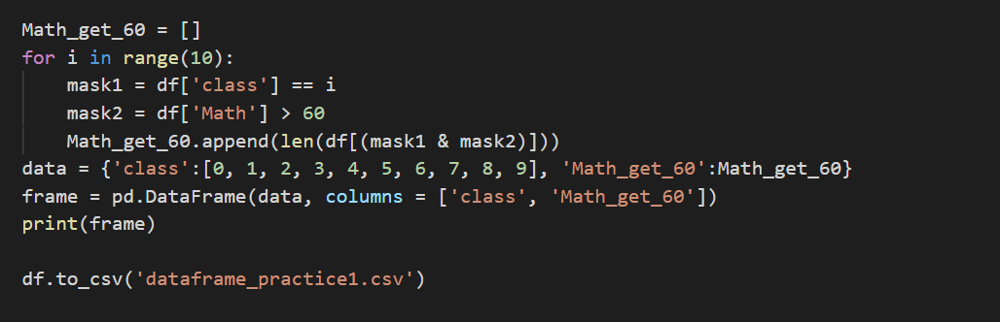 Math_get_60 = []
for i in range(10):
    mask1 = df['class'] == i
    mask2 = df['Math'] > 60
    Math_get_60.append(len(df[(mask1 & mask2)]))
data = {'class':[0, 1, 2, 3, 4, 5, 6, 7, 8, 9], 'Math_get_60':Math_get_60}
frame = pd.DataFrame(data, columns = ['class', 'Math_get_60'])
print(frame)

df.to_csv('dataframe_practice1.csv')